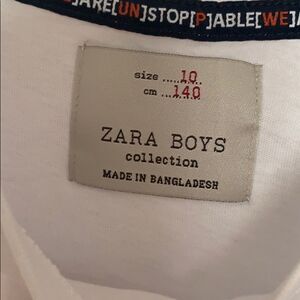 ]ARE[UN]STOP[P]ABLE[WE]
size .....10
cm .....140
ZARA BOYS
collection
MADE IN BANGLADESH